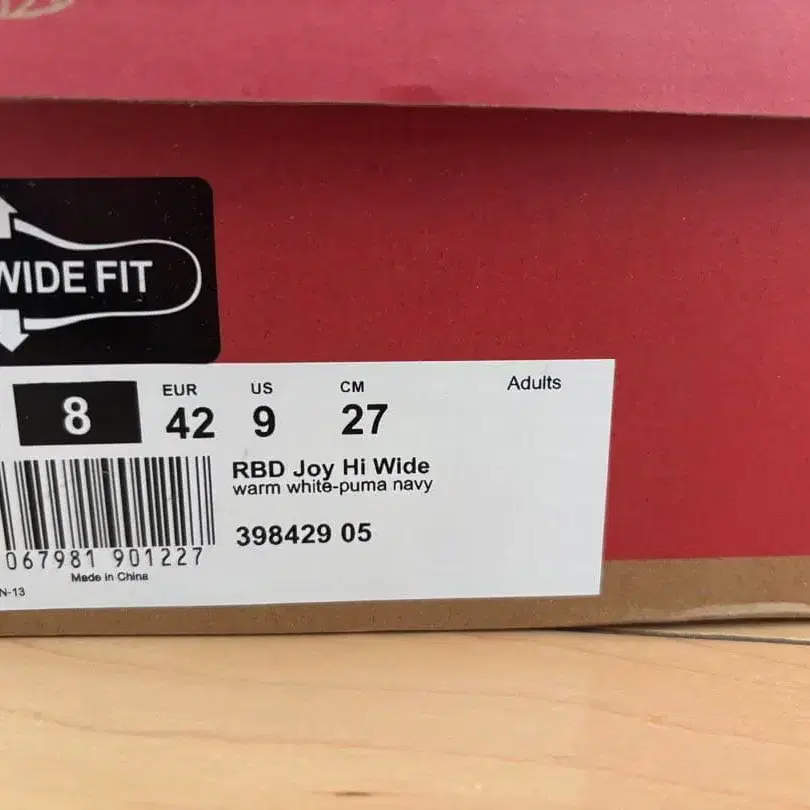 WIDE FIT
EUR US CM Adults
8 42 9 27
RBD Joy Hi Wide
warm white-puma navy
398429 05
067981 901227
Made in China
N-13